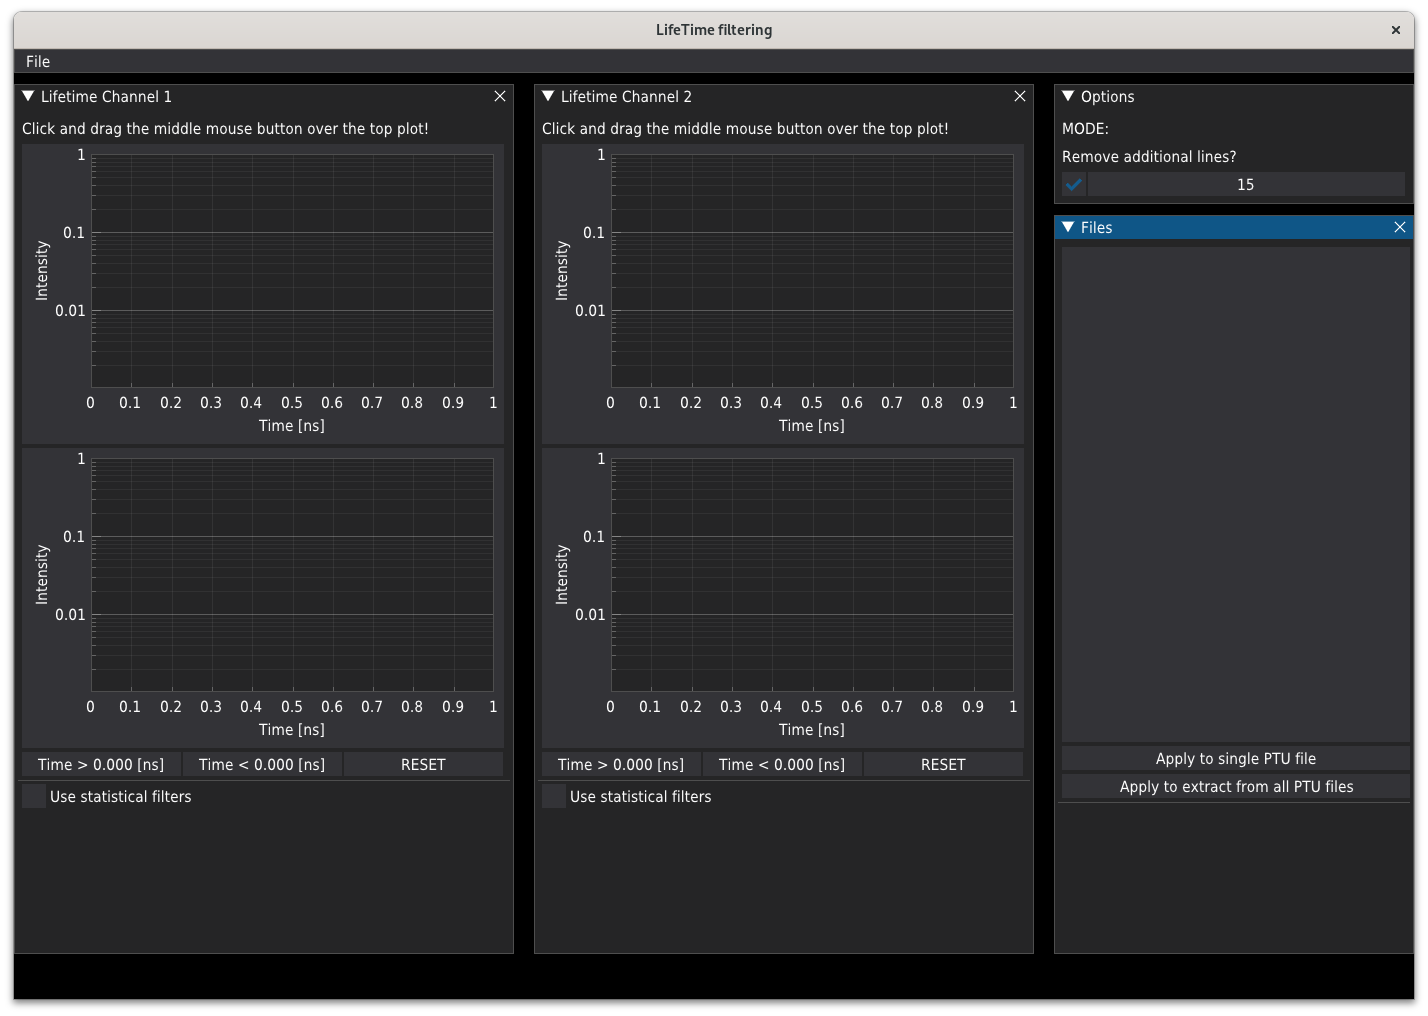 LifeTime filtering
File
Lifetime Channel 1
Click and drag the middle mouse button over the top plot!
1
0.1
0.01
Intensity
0 0.1 0.2 0.3 0.4 0.5 0.6 0.7 0.8 0.9 1
Time [ns]
1
0.1
0.01
Intensity
0 0.1 0.2 0.3 0.4 0.5 0.6 0.7 0.8 0.9 1
Time [ns]
Time > 0.000 [ns] Time < 0.000 [ns] RESET
Use statistical filters
Lifetime Channel 2
Click and drag the middle mouse button over the top plot!
1
0.1
0.01
Intensity
0 0.1 0.2 0.3 0.4 0.5 0.6 0.7 0.8 0.9 1
Time [ns]
1
0.1
0.01
Intensity
0 0.1 0.2 0.3 0.4 0.5 0.6 0.7 0.8 0.9 1
Time [ns]
Time > 0.000 [ns] Time < 0.000 [ns] RESET
Use statistical filters
Options
MODE:
Remove additional lines?
15
Files
Apply to single PTU file
Apply to extract from all PTU files